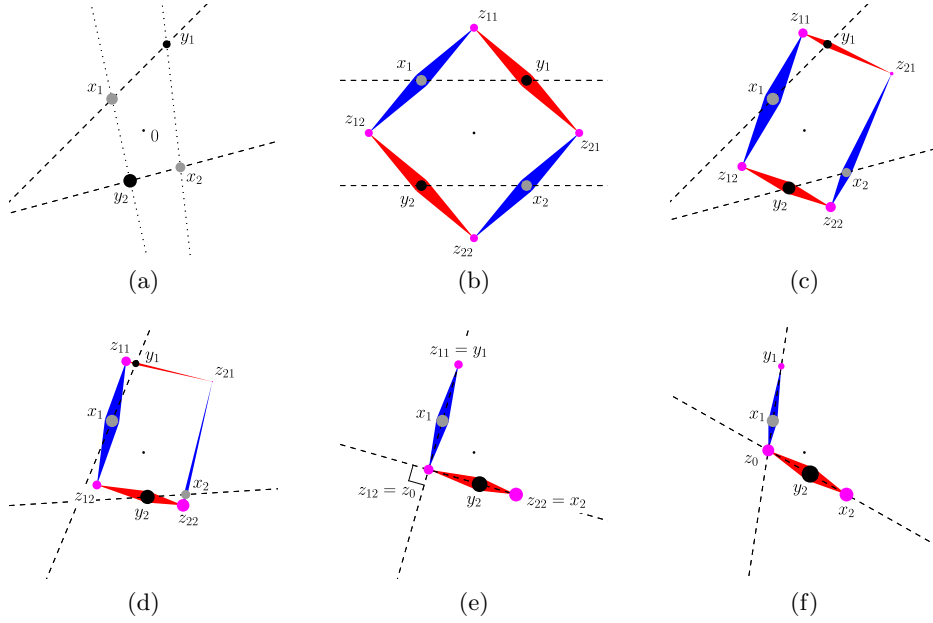 y₁
x₁
0
x₂
y₂
(a)
z₁₁
x₁
y₁
z₁₂
z₂₁
y₂
x₂
z₂₂
(b)
z₁₁
y₁
z₂₁
x₁
z₁₂
x₂
y₂
z₂₂
(c)
z₁₁
y₁
z₂₁
x₁
z₁₂
x₂
y₂
z₂₂
(d)
z₁₁ = y₁
x₁
z₁₂ = z₀
y₂
z₂₂ = x₂
(e)
y₁
x₁
z₀
y₂
x₂
(f)